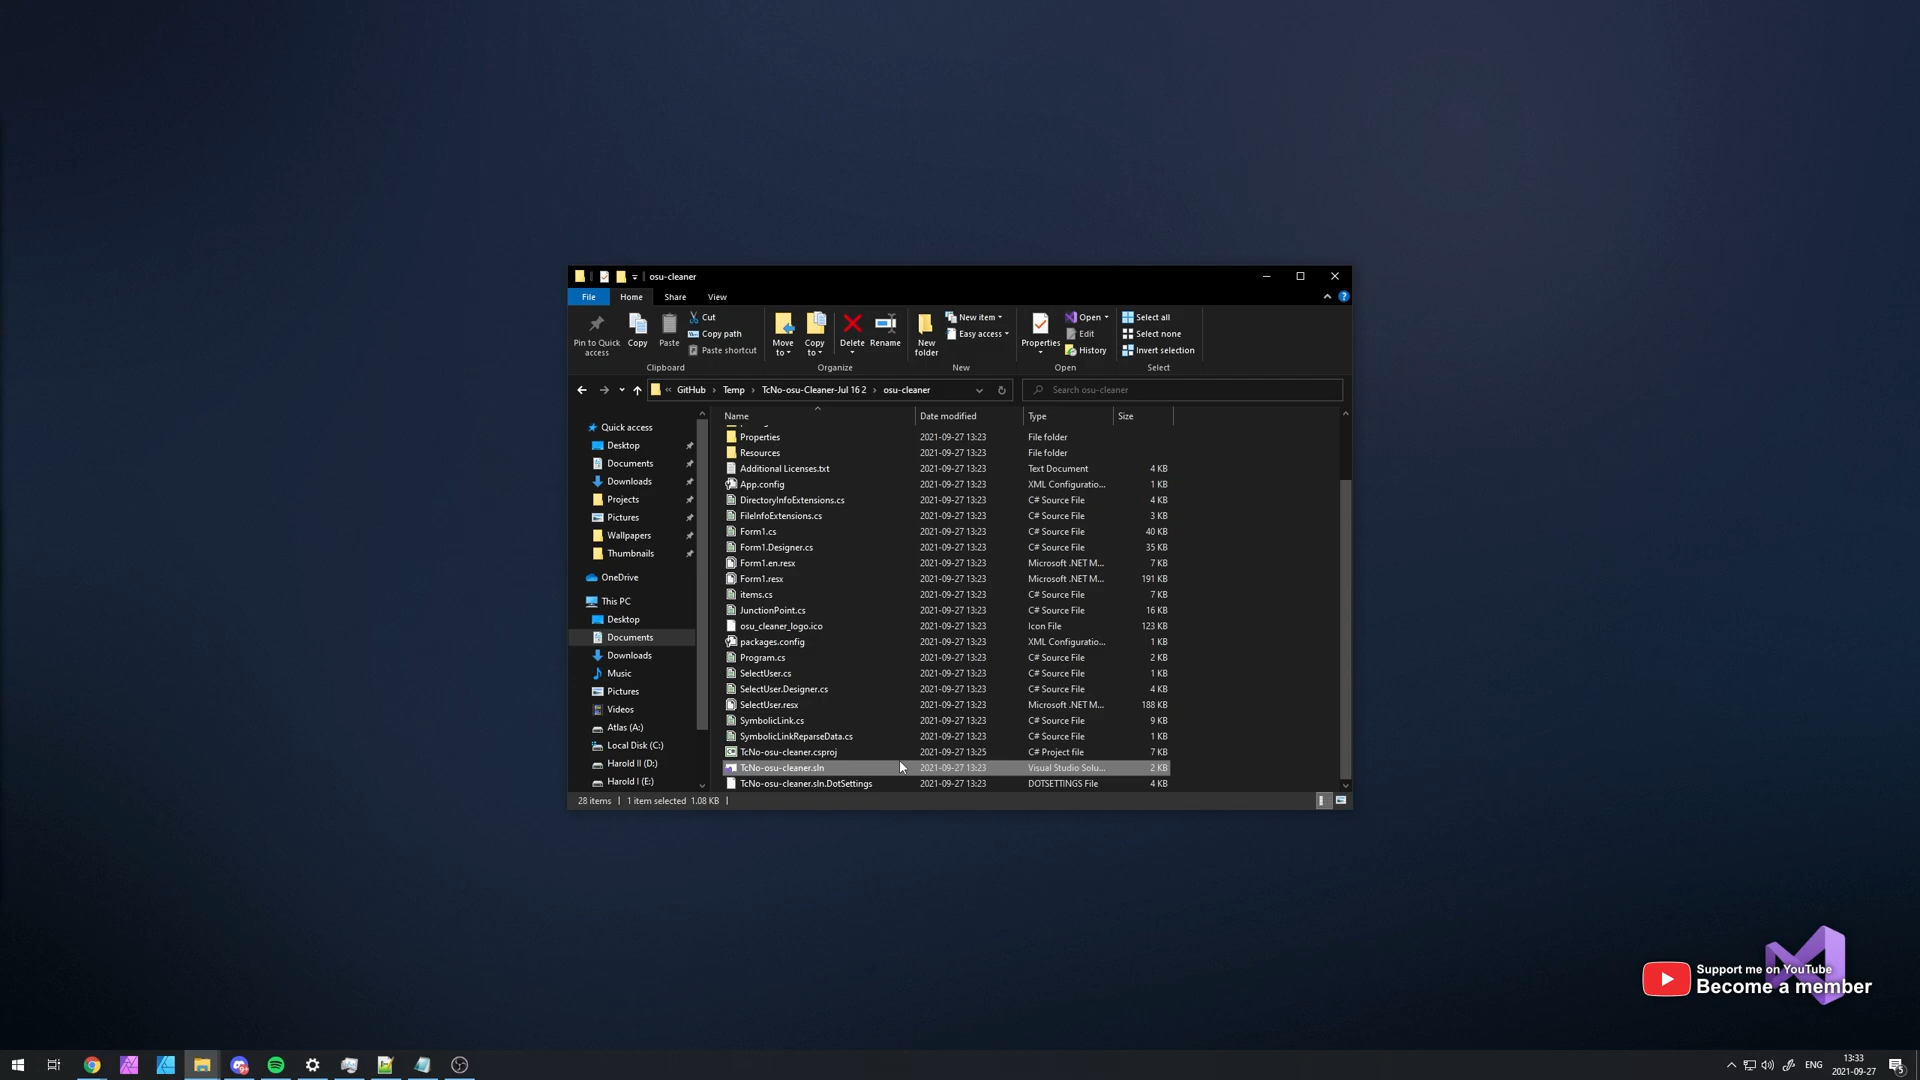 osu-cleaner
File Home Share View
Pin to Quick access
Copy
Paste
Cut
Copy path
Paste shortcut
Move to
Copy to
Delete
Rename
New folder
New item
Easy access
Properties
Open
Edit
History
Select all
Select none
Invert selection
Clipboard Organize New Open Select
« GitHub › Temp › TcNo-osu-Cleaner-Jul 16 2 › osu-cleaner
Search osu-cleaner
Quick access
Desktop
Documents
Downloads
Projects
Pictures
Wallpapers
Thumbnails
OneDrive
This PC
Desktop
Documents
Downloads
Music
Pictures
Videos
Atlas (A:)
Local Disk (C:)
Harold II (D:)
Harold I (E:)
Name Date modified Type Size
Properties 2021-09-27 13:23 File folder
Resources 2021-09-27 13:23 File folder
Additional Licenses.txt 2021-09-27 13:23 Text Document 4 KB
App.config 2021-09-27 13:23 XML Configuratio... 1 KB
DirectoryInfoExtensions.cs 2021-09-27 13:23 C# Source File 4 KB
FileInfoExtensions.cs 2021-09-27 13:23 C# Source File 3 KB
Form1.cs 2021-09-27 13:23 C# Source File 40 KB
Form1.Designer.cs 2021-09-27 13:23 C# Source File 35 KB
Form1.en.resx 2021-09-27 13:23 Microsoft .NET M... 7 KB
Form1.resx 2021-09-27 13:23 Microsoft .NET M... 191 KB
items.cs 2021-09-27 13:23 C# Source File 7 KB
JunctionPoint.cs 2021-09-27 13:23 C# Source File 16 KB
osu_cleaner_logo.ico 2021-09-27 13:23 Icon File 123 KB
packages.config 2021-09-27 13:23 XML Configuratio... 1 KB
Program.cs 2021-09-27 13:23 C# Source File 2 KB
SelectUser.cs 2021-09-27 13:23 C# Source File 1 KB
SelectUser.Designer.cs 2021-09-27 13:23 C# Source File 4 KB
SelectUser.resx 2021-09-27 13:23 Microsoft .NET M... 188 KB
SymbolicLink.cs 2021-09-27 13:23 C# Source File 9 KB
SymbolicLinkReparseData.cs 2021-09-27 13:23 C# Source File 1 KB
TcNo-osu-cleaner.csproj 2021-09-27 13:25 C# Project file 7 KB
TcNo-osu-cleaner.sln 2021-09-27 13:23 Visual Studio Solu... 2 KB
TcNo-osu-cleaner.sln.DotSettings 2021-09-27 13:23 DOTSETTINGS File 4 KB
28 items 1 item selected 1.08 KB
Support me on YouTube
Become a member
ENG
13:33
2021-09-27
5